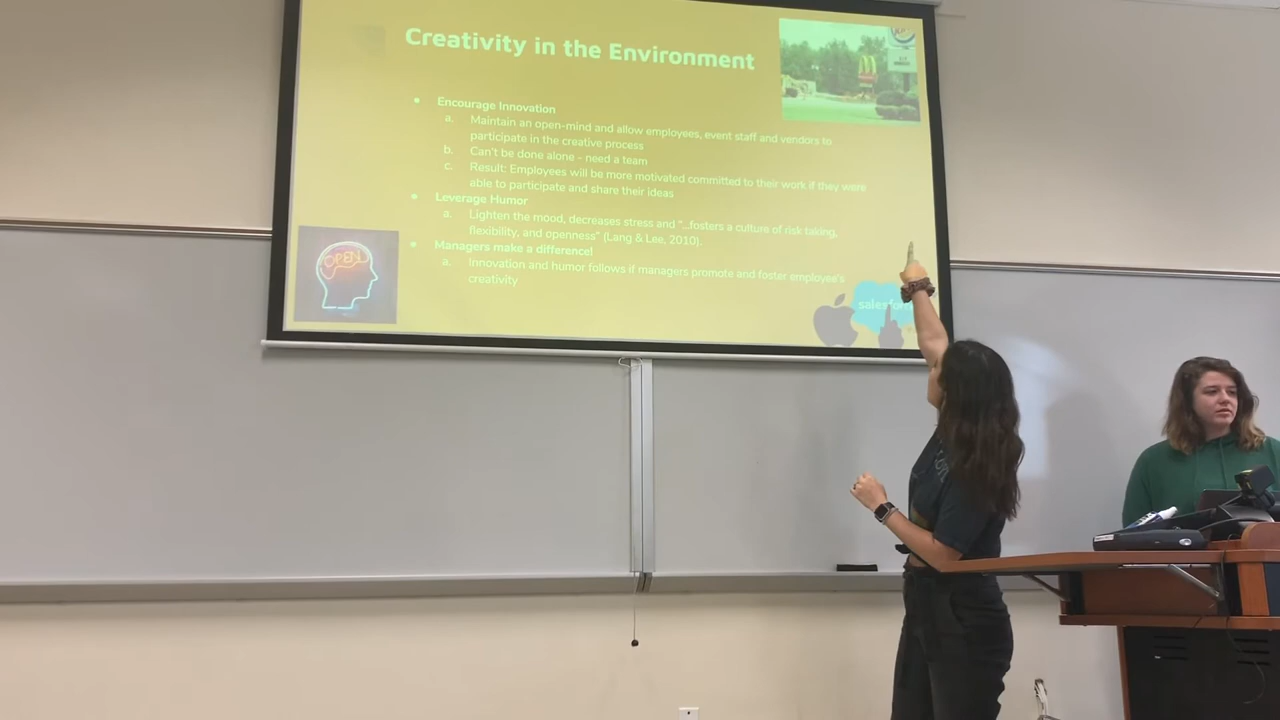 Creativity in the Environment
● Encourage Innovation
a. Maintain an open-mind and allow employees, event staff and vendors to
participate in the creative process
b. Can't be done alone - need a team
c. Result: Employees will be more motivated committed to their work if they were
able to participate and share their ideas
● Leverage Humor
a. Lighten the mood, decreases stress and "...fosters a culture of risk taking,
flexibility, and openness" (Lang & Lee, 2010).
● Managers make a difference!
a. Innovation and humor follows if managers promote and foster employee's
creativity
OPEN
salesfor